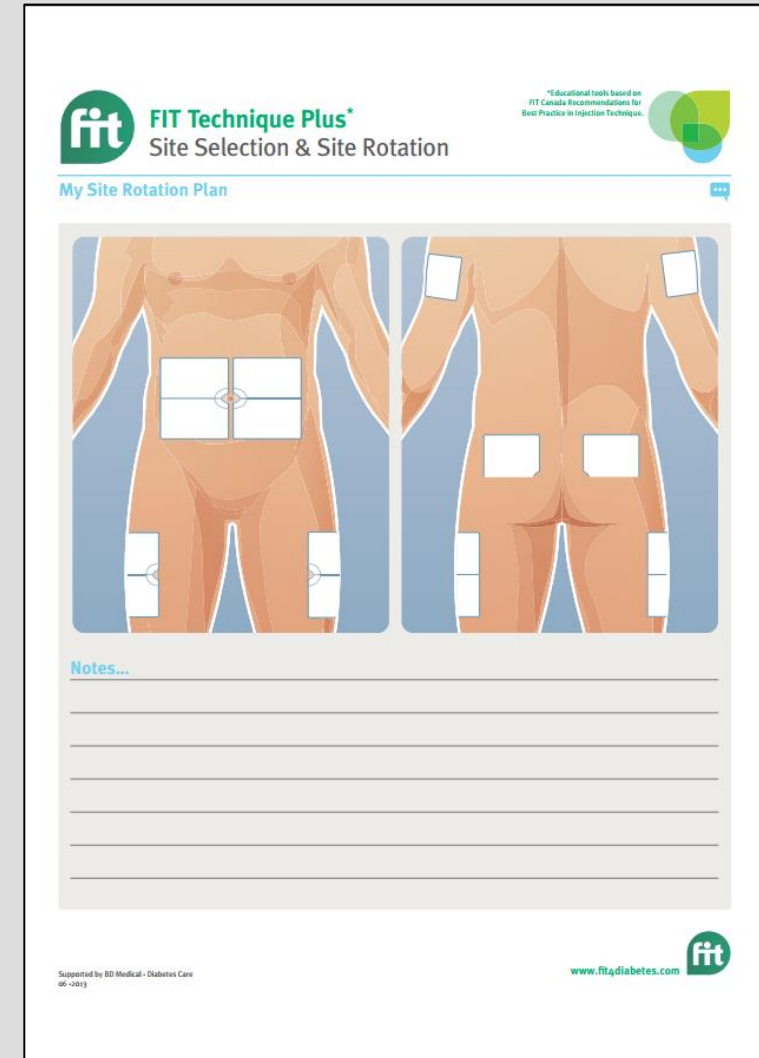 fit
FIT Technique Plus*
Site Selection & Site Rotation
*Educational tools based on
FIT Canada Recommendations for
Best Practice in Injection Technique.
My Site Rotation Plan
Notes...
Supported by BD Medical - Diabetes Care
06 -2013
www.fit4diabetes.com
fit